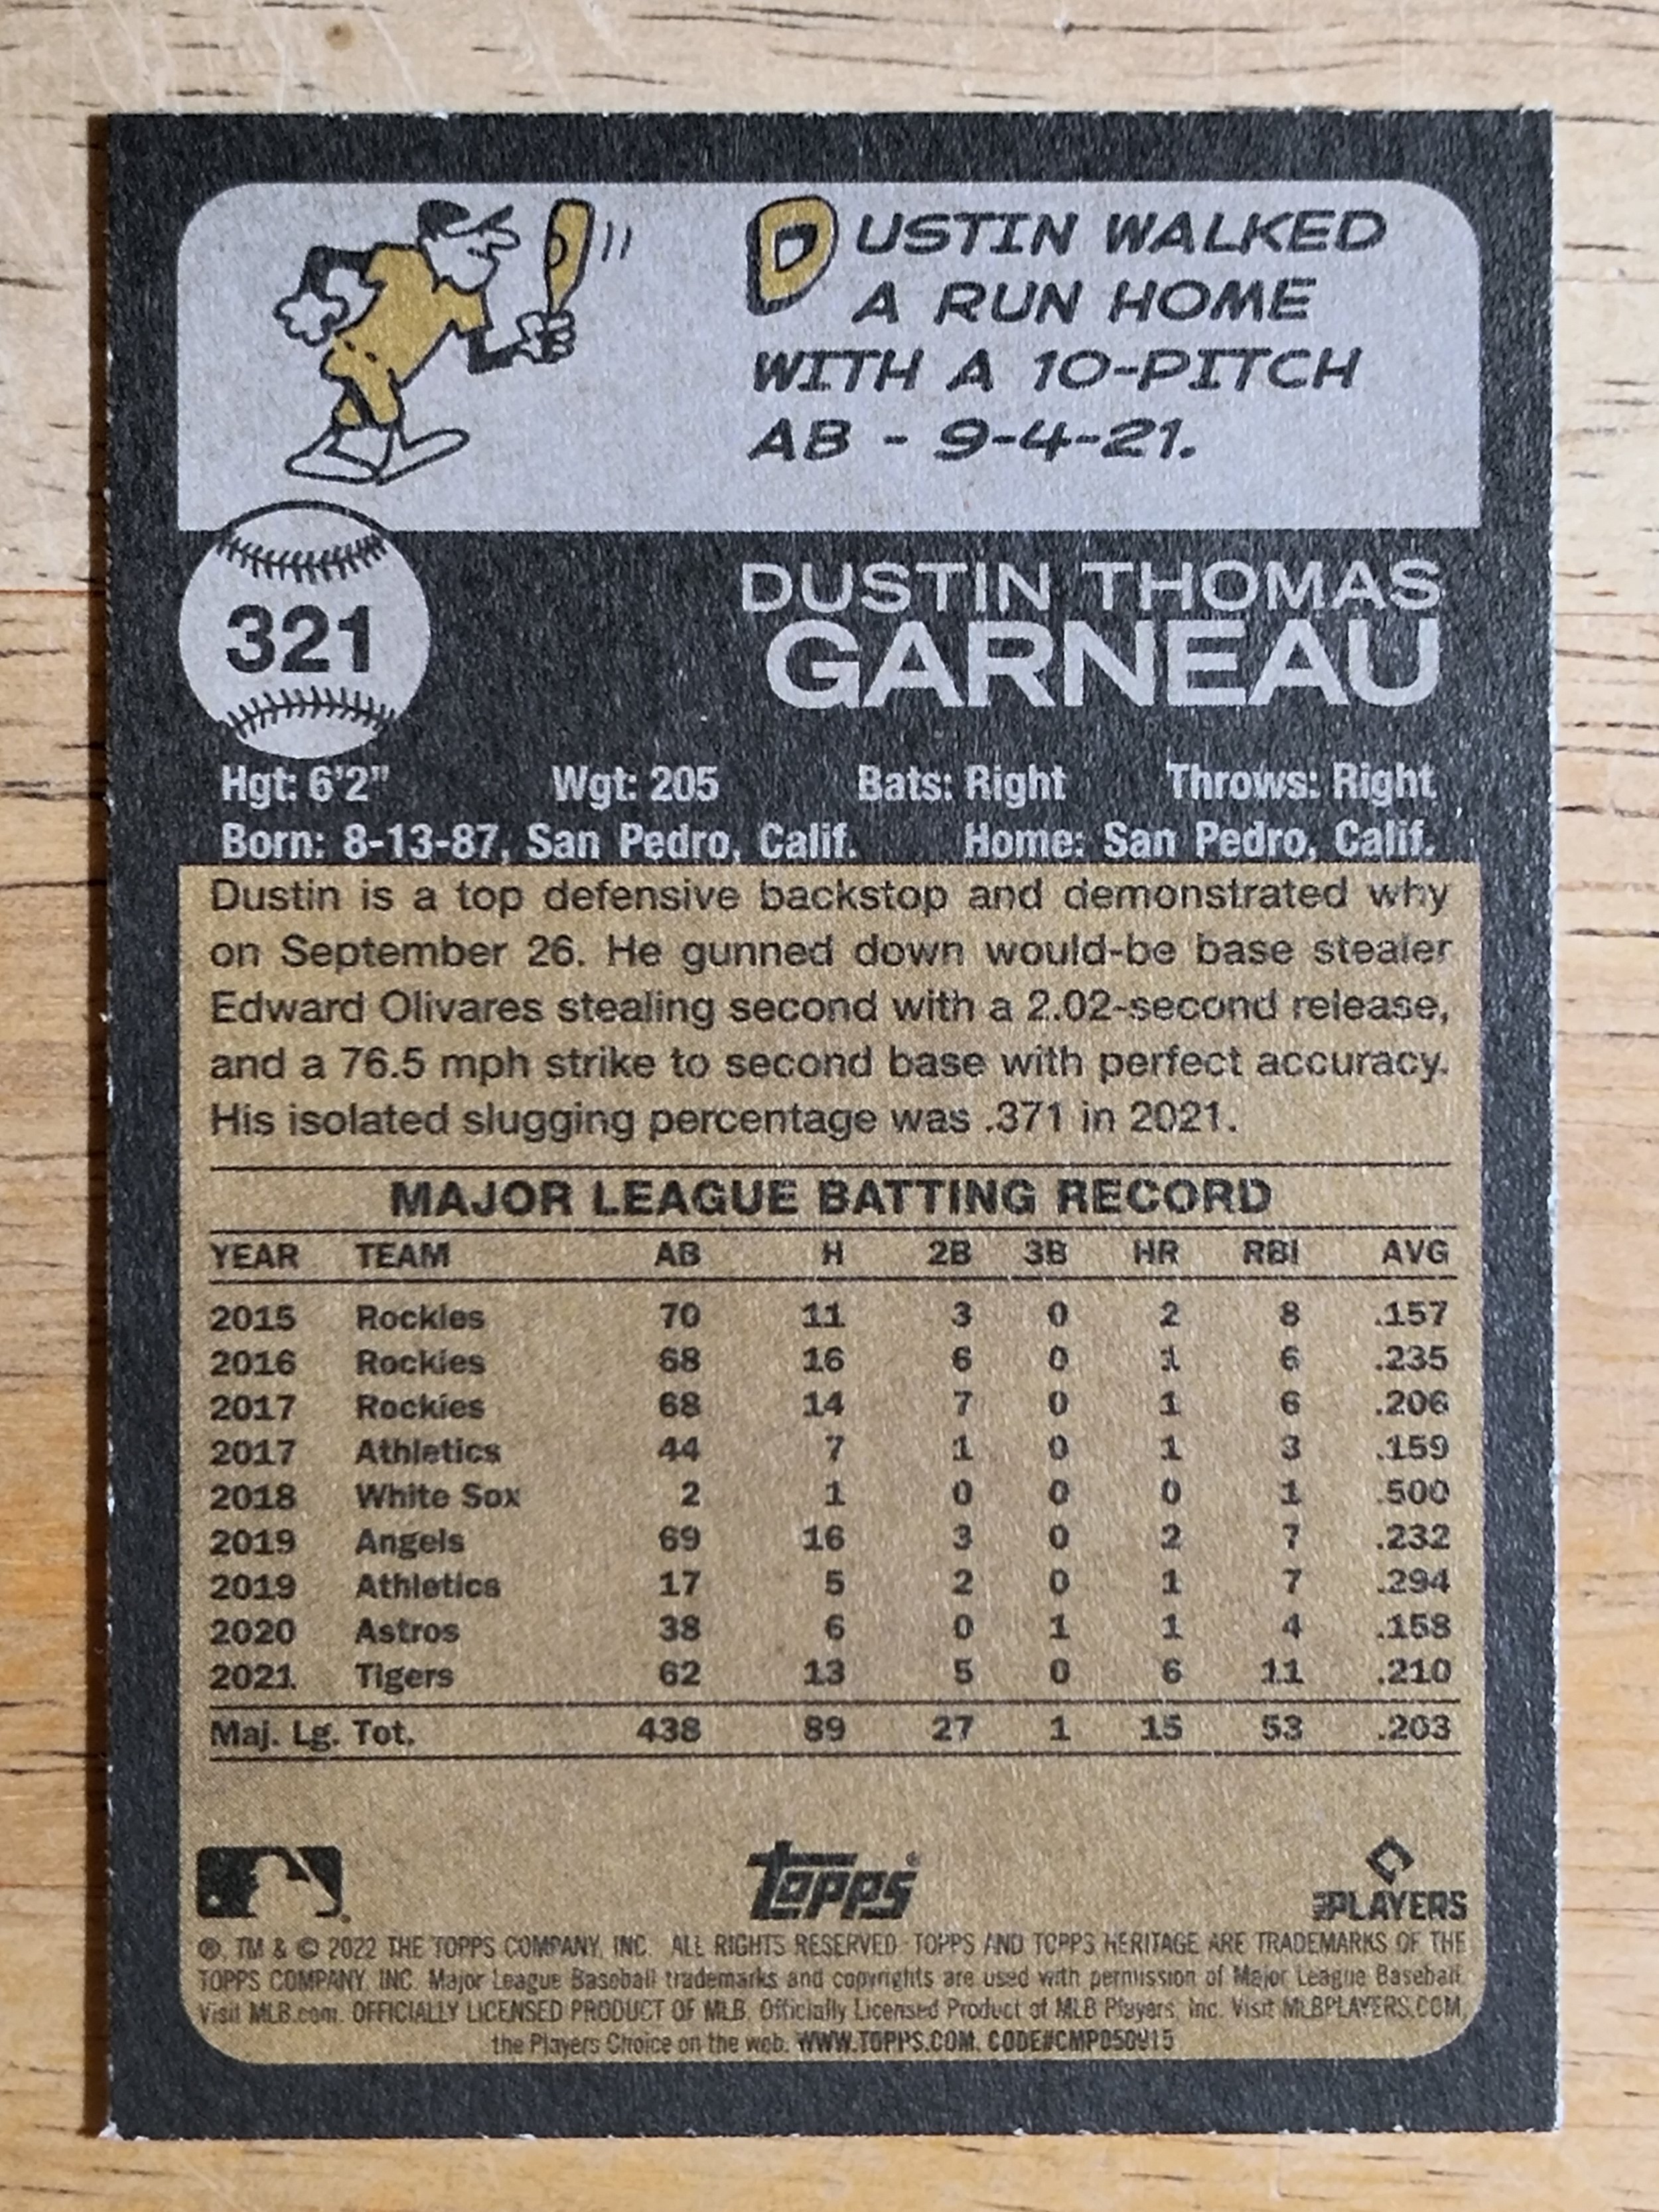 DUSTIN WALKED
A RUN HOME
WITH A 10-PITCH
AB - 9-4-21.
321
DUSTIN THOMAS
GARNEAU
Hgt: 6'2" Wgt: 205 Bats: Right Throws: Right
Born: 8-13-87, San Pedro, Calif. Home: San Pedro, Calif.
Dustin is a top defensive backstop and demonstrated why
on September 26. He gunned down would-be base stealer
Edward Olivares stealing second with a 2.02-second release,
and a 76.5 mph strike to second base with perfect accuracy.
His isolated slugging percentage was .371 in 2021.
MAJOR LEAGUE BATTING RECORD
YEAR TEAM AB H 2B 3B HR RBI AVG
2015 Rockies 70 11 3 0 2 8 .157
2016 Rockies 68 16 6 0 1 6 .235
2017 Rockies 68 14 7 0 1 6 .206
2017 Athletics 44 7 1 0 1 3 .159
2018 White Sox 2 1 0 0 0 1 .500
2019 Angels 69 16 3 0 2 7 .232
2019 Athletics 17 5 2 0 1 7 .294
2020 Astros 38 6 0 1 1 4 .158
2021 Tigers 62 13 5 0 6 11 .210
Maj. Lg. Tot. 438 89 27 1 15 53 .203
topps®
PLAYERS
®, TM & © 2022 THE TOPPS COMPANY, INC. ALL RIGHTS RESERVED. TOPPS AND TOPPS HERITAGE ARE TRADEMARKS OF THE
TOPPS COMPANY, INC. Major League Baseball trademarks and copyrights are used with permission of Major League Baseball.
Visit MLB.com. OFFICIALLY LICENSED PRODUCT OF MLB. Officially Licensed Product of MLB Players, Inc. Visit MLBPLAYERS.COM,
the Players Choice on the web. WWW.TOPPS.COM. CODE#CMP050915